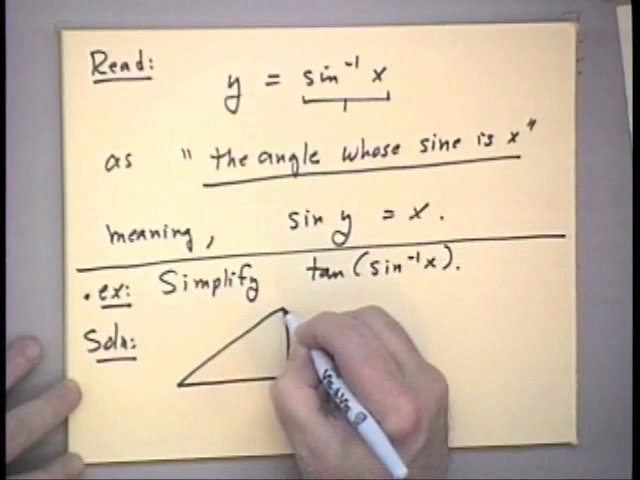 Read: y = sin⁻¹ x
as " the angle whose sine is x "
meaning, sin y = x.
• ex: Simplify tan (sin⁻¹x).
Soln: